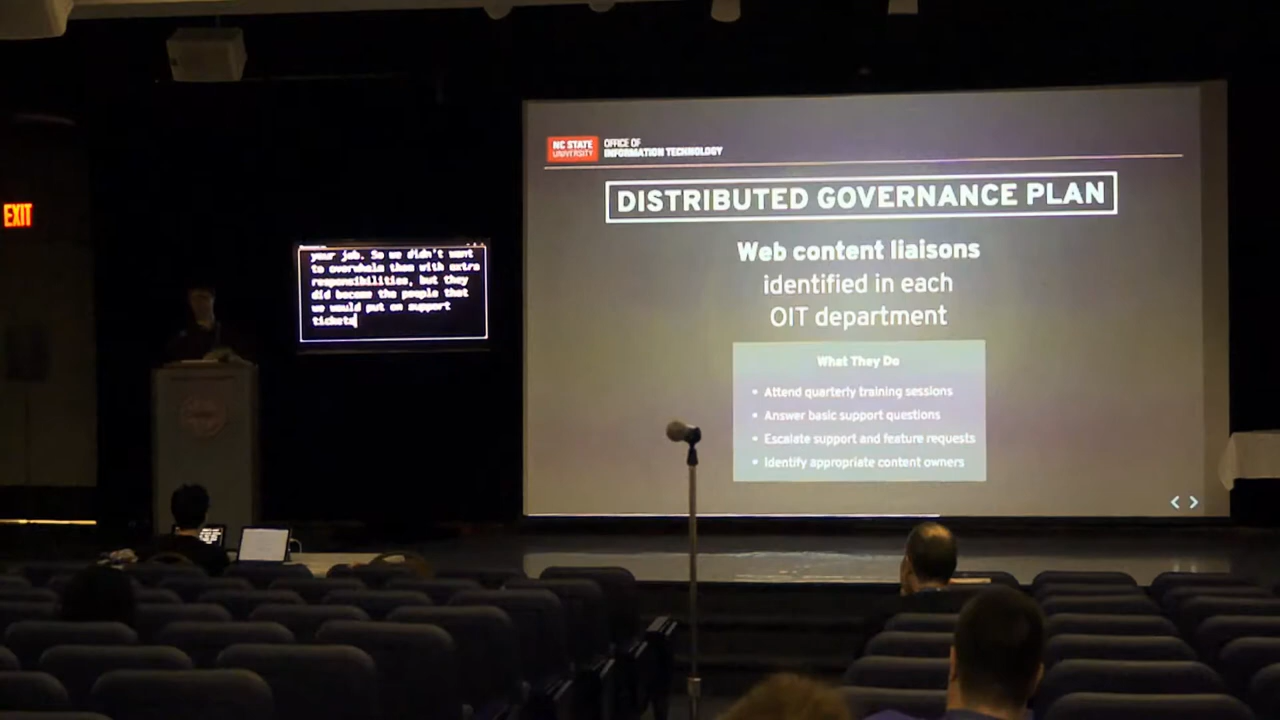 EXIT
your job. So we didn't want
to overwhelm them with extra
responsibilities, but they
did become the people that
we would put on support
tickets
NC STATE
UNIVERSITY
OFFICE OF
INFORMATION TECHNOLOGY
DISTRIBUTED GOVERNANCE PLAN
Web content liaisons
identified in each
OIT department
What They Do
• Attend quarterly training sessions
• Answer basic support questions
• Escalate support and feature requests
• Identify appropriate content owners
< >